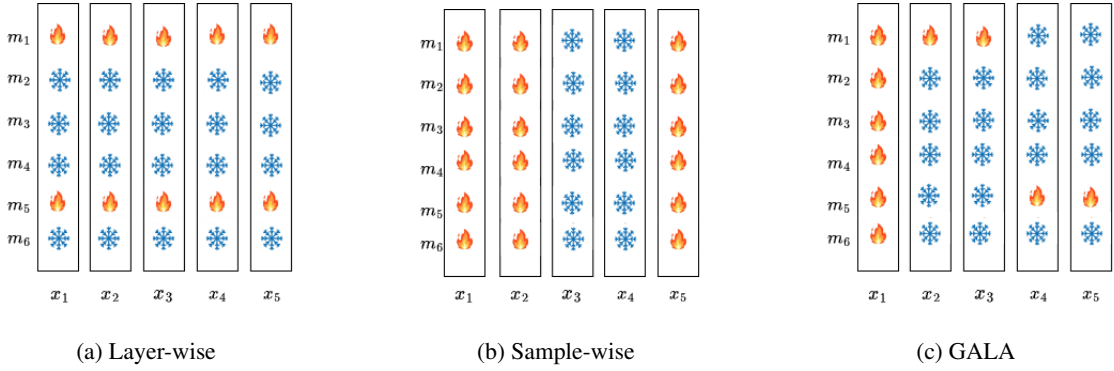 m₁ m₁ m₁
m₂ m₂ m₂
m₃ m₃ m₃
m₄ m₄ m₄
m₅ m₅ m₅
m₆ m₆ m₆
x₁ x₂ x₃ x₄ x₅ x₁ x₂ x₃ x₄ x₅ x₁ x₂ x₃ x₄ x₅
(a) Layer-wise (b) Sample-wise (c) GALA